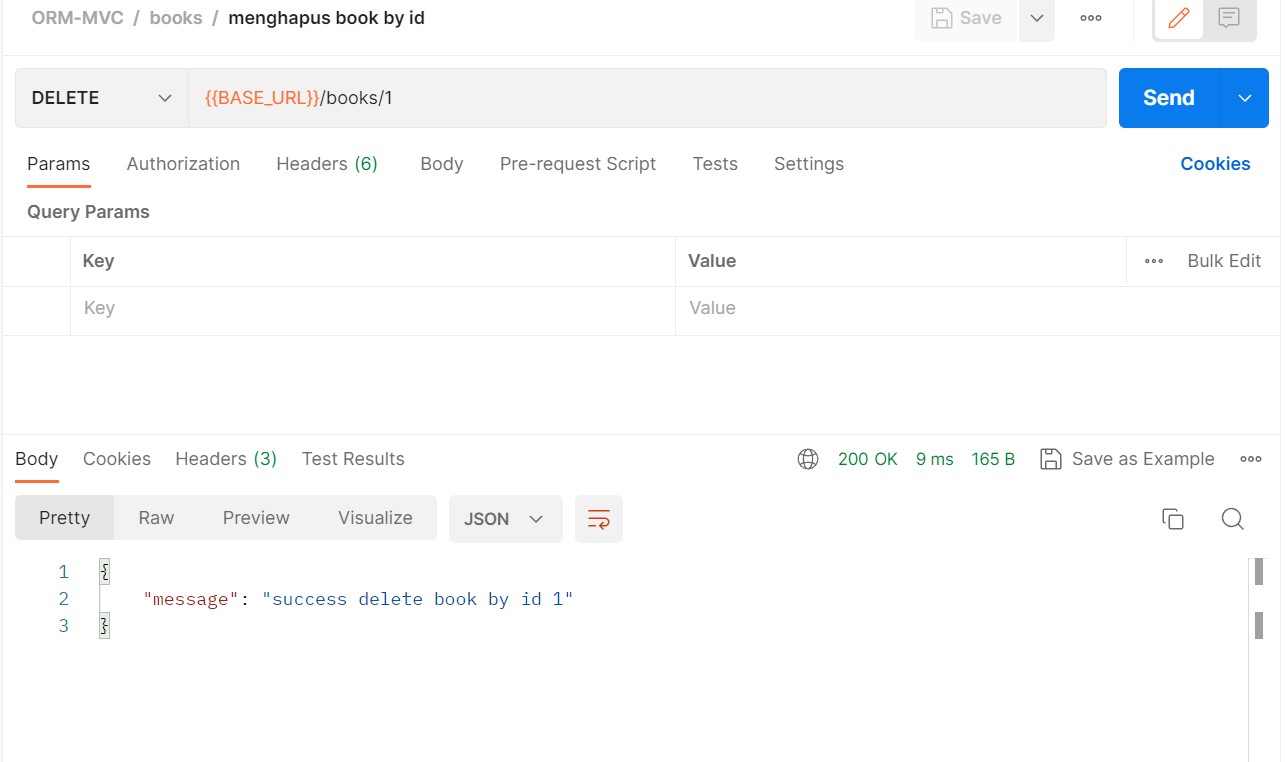 ORM-MVC / books / menghapus book by id Save
DELETE {{BASE_URL}}/books/1 Send
Params Authorization Headers (6) Body Pre-request Script Tests Settings Cookies
Query Params
Key Value Bulk Edit
Key Value
Body Cookies Headers (3) Test Results 200 OK 9 ms 165 B Save as Example
Pretty Raw Preview Visualize JSON
1 {
2 "message": "success delete book by id 1"
3 }